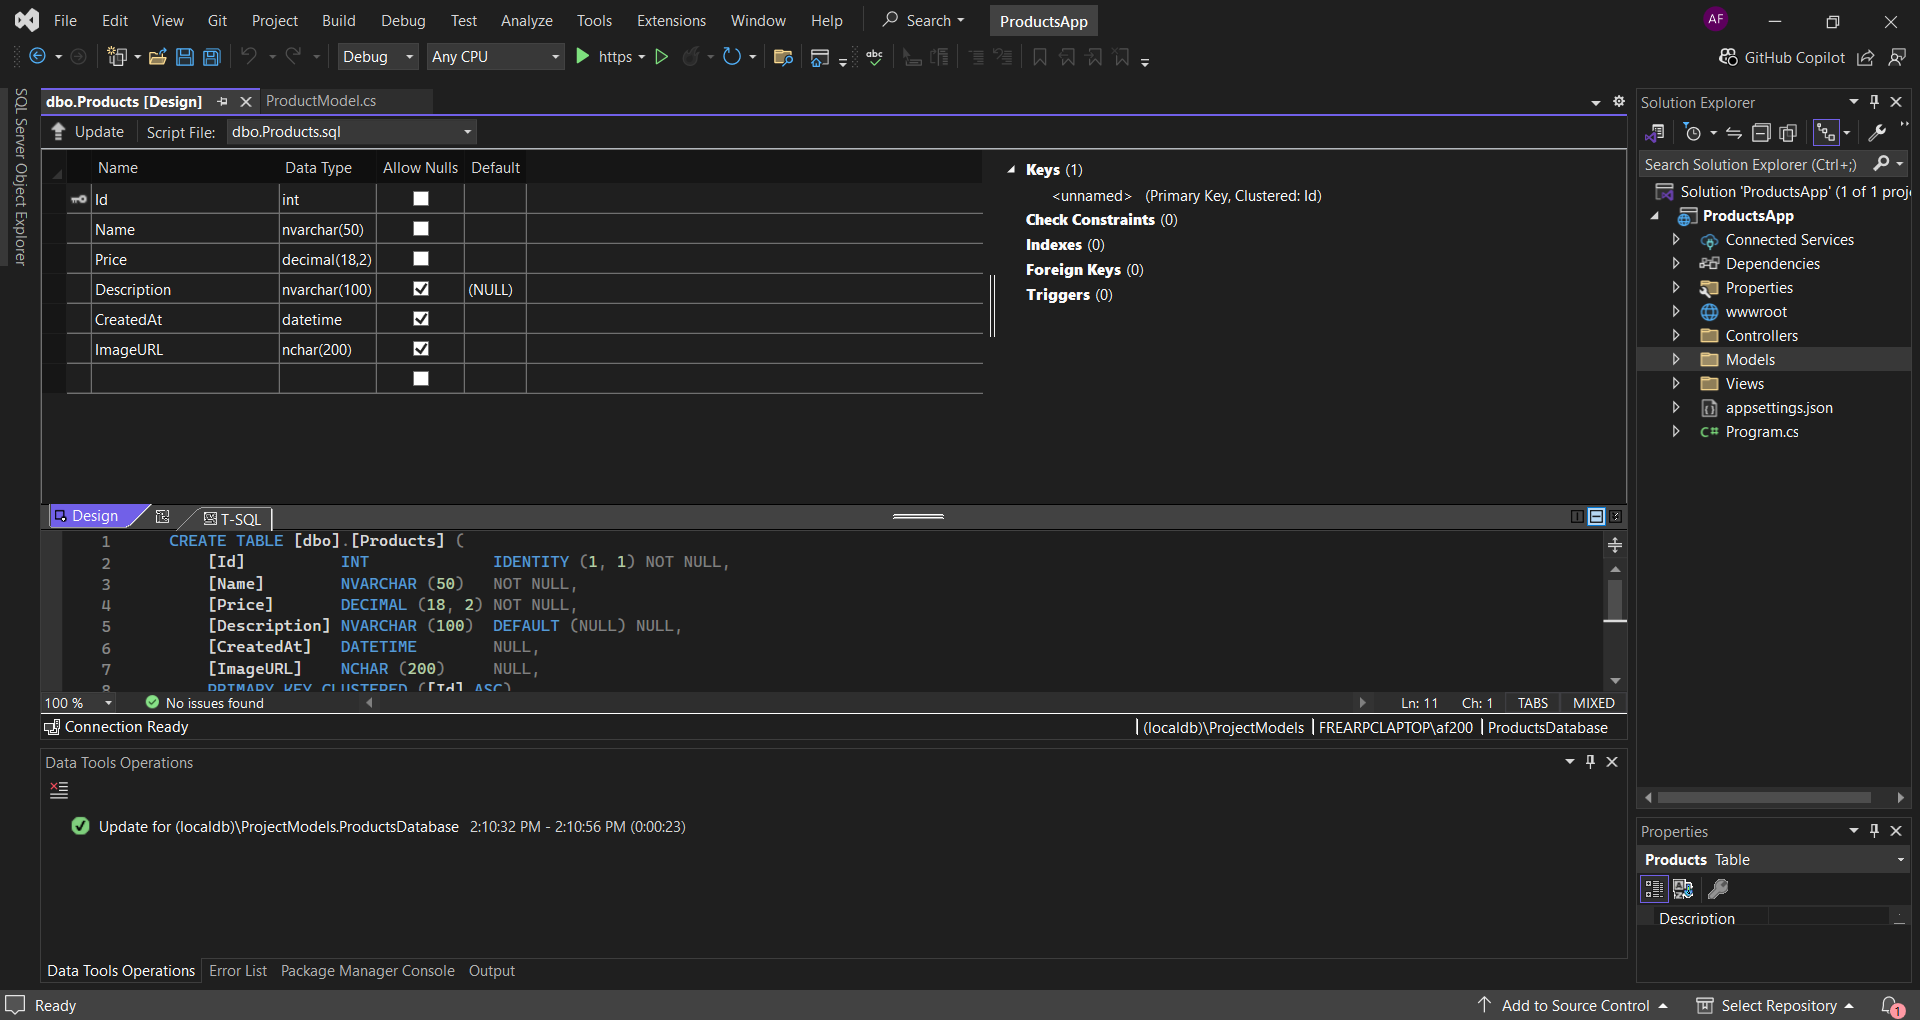 File Edit View Git Project Build Debug Test Analyze Tools Extensions Window Help Search ProductsApp AF
Debug Any CPU https abc GitHub Copilot
SQL Server Object Explorer
dbo.Products [Design] ProductModel.cs
Update Script File: dbo.Products.sql
Name Data Type Allow Nulls Default
Id int
Name nvarchar(50)
Price decimal(18,2)
Description nvarchar(100) (NULL)
CreatedAt datetime
ImageURL nchar(200)
Keys (1)
<unnamed> (Primary Key, Clustered: Id)
Check Constraints (0)
Indexes (0)
Foreign Keys (0)
Triggers (0)
Design T-SQL
1 CREATE TABLE [dbo].[Products] (
2 [Id] INT IDENTITY (1, 1) NOT NULL,
3 [Name] NVARCHAR (50) NOT NULL,
4 [Price] DECIMAL (18, 2) NOT NULL,
5 [Description] NVARCHAR (100) DEFAULT (NULL) NULL,
6 [CreatedAt] DATETIME NULL,
7 [ImageURL] NCHAR (200) NULL,
8 PRIMARY KEY CLUSTERED ([Id] ASC)
100 % No issues found Ln: 11 Ch: 1 TABS MIXED
Connection Ready (localdb)\ProjectModels FREARPCLAPTOP\af200 ProductsDatabase
Data Tools Operations
Update for (localdb)\ProjectModels.ProductsDatabase 2:10:32 PM - 2:10:56 PM (0:00:23)
Data Tools Operations Error List Package Manager Console Output
Solution Explorer
Search Solution Explorer (Ctrl+;)
Solution 'ProductsApp' (1 of 1 proj
ProductsApp
Connected Services
Dependencies
Properties
wwwroot
Controllers
Models
Views
appsettings.json
C# Program.cs
Properties
Products Table
Description
Ready Add to Source Control Select Repository 1